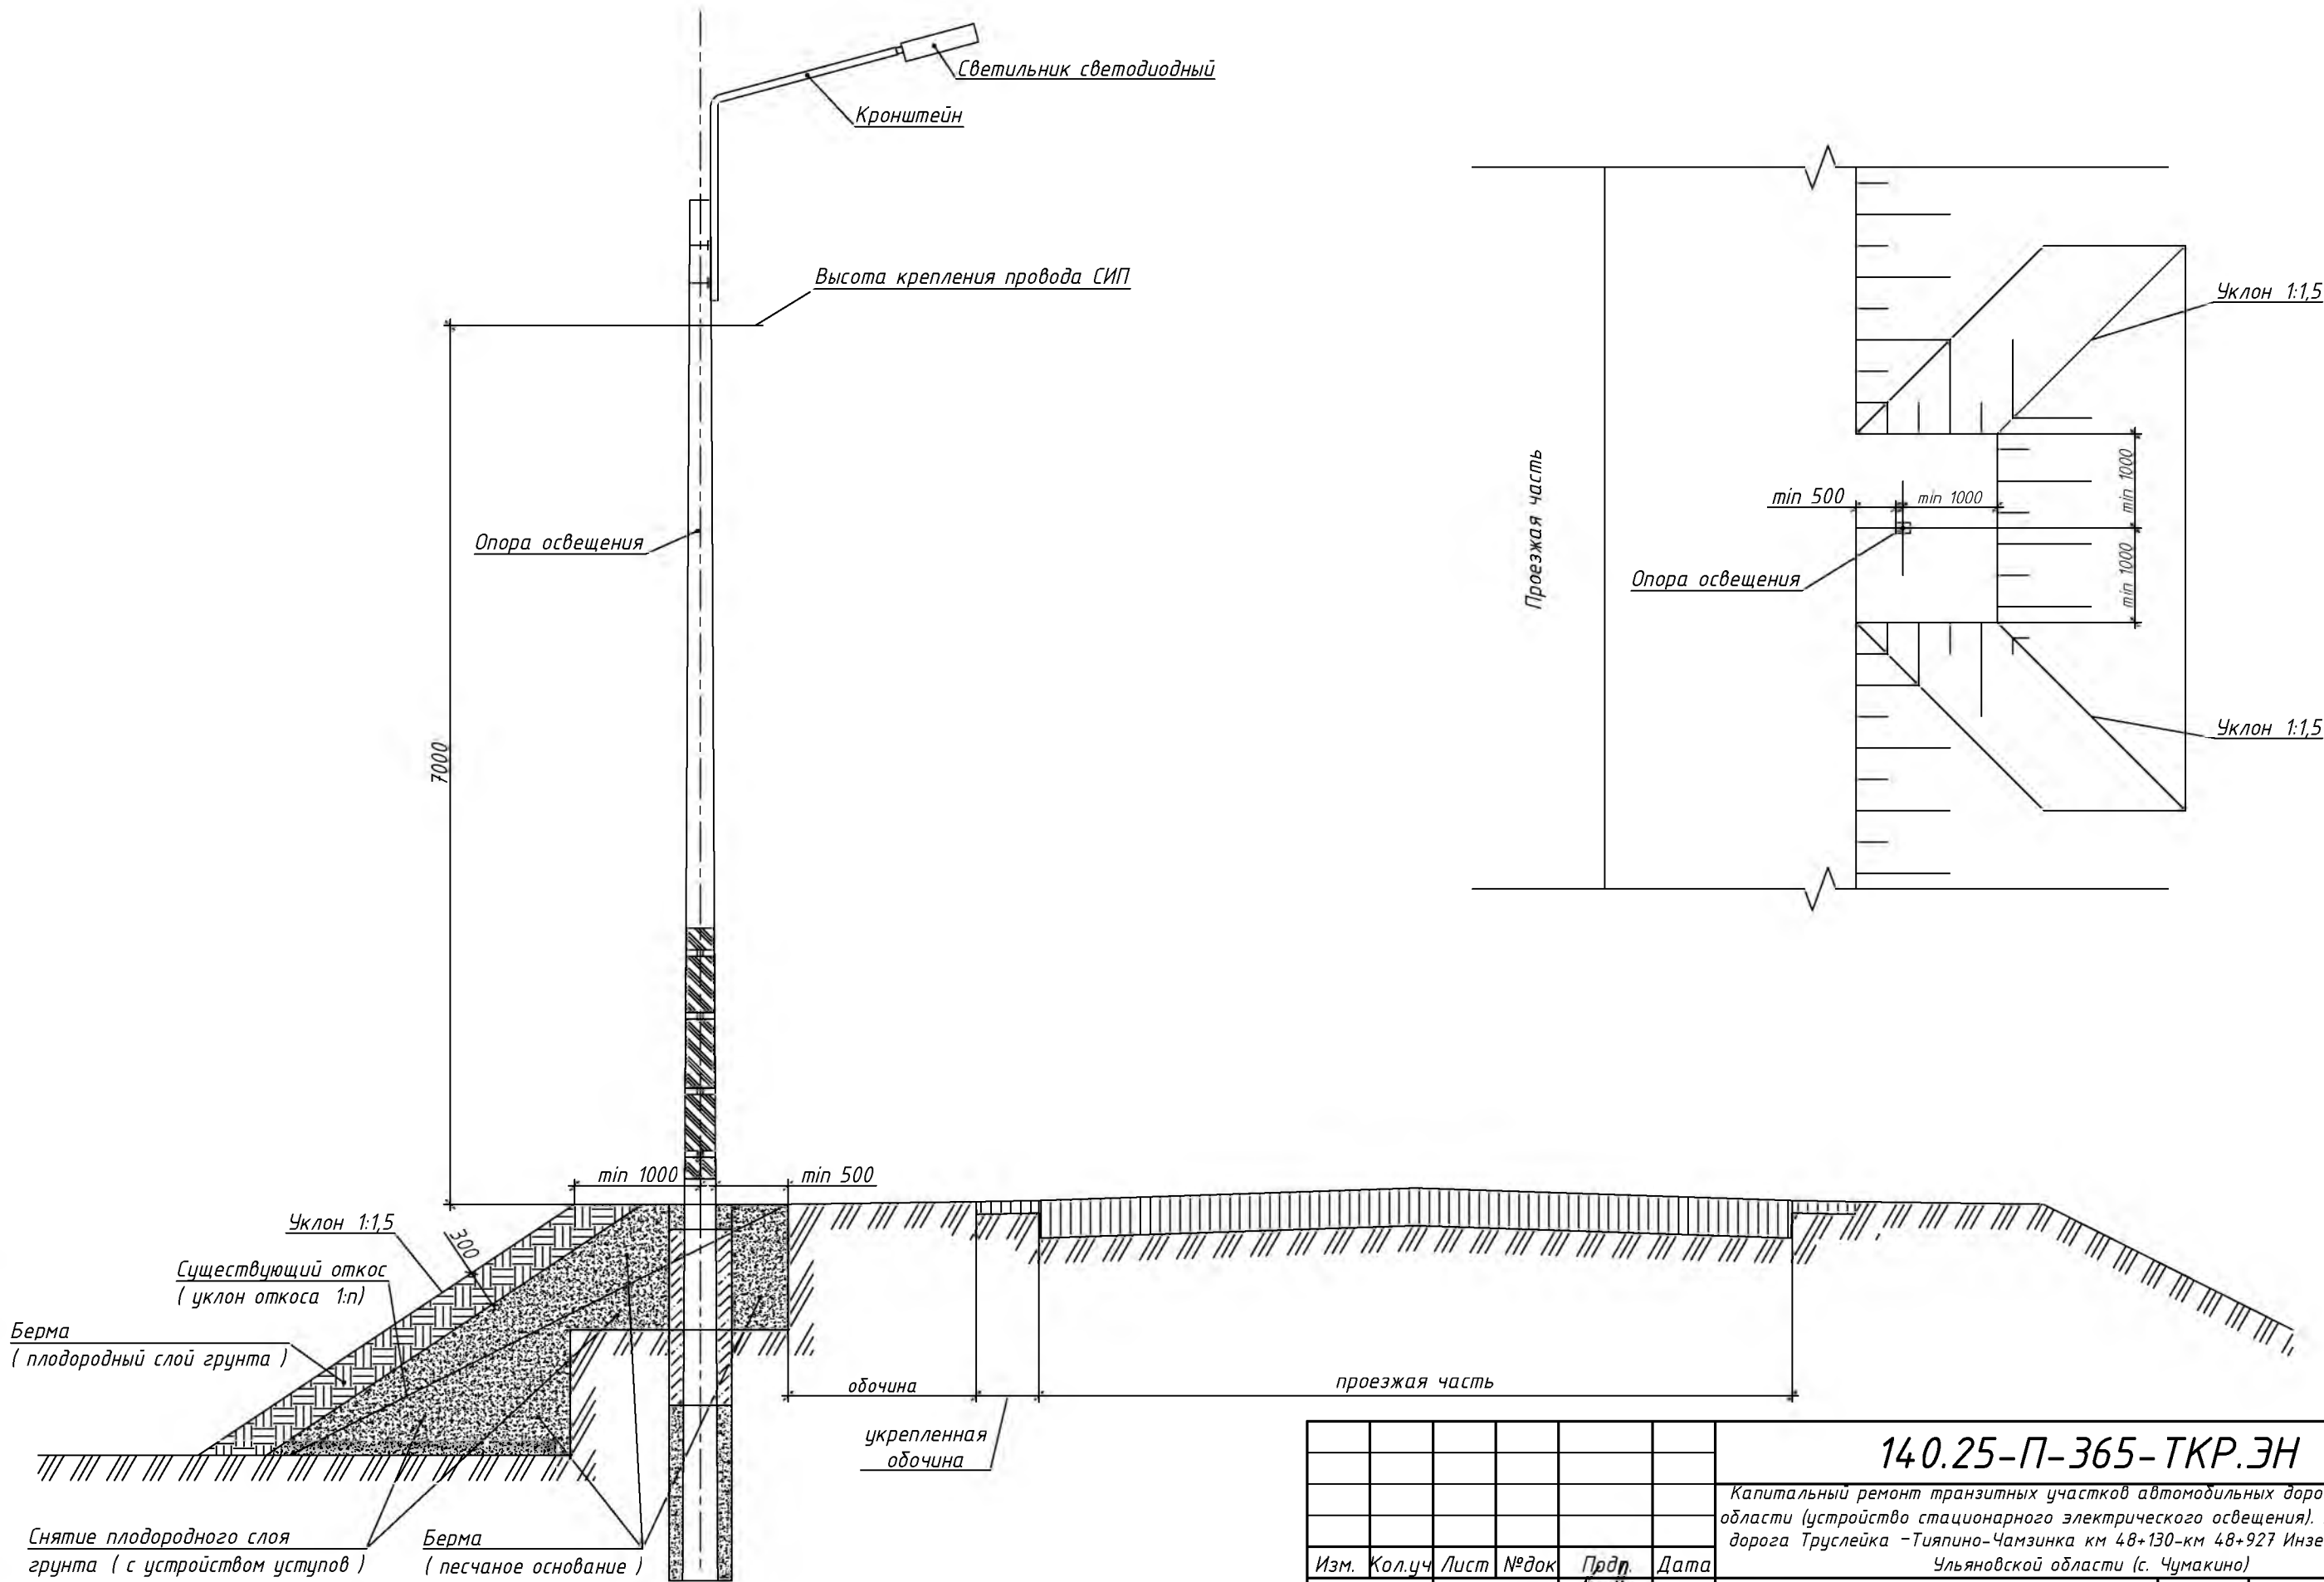 Светильник светодиодный
Кронштейн
Высота крепления провода СИП
Опора освещения
7000
min 1000
min 500
Уклон 1:1,5
300
Существующий откос
( уклон откоса 1:п)
Берма
( плодородный слой грунта )
Снятие плодородного слоя
грунта ( с устройством уступов )
Берма
( песчаное основание )
обочина
укрепленная
обочина
проезжая часть
Проезжая часть
min 500
min 1000
Опора освещения
min 1000
min 1000
Уклон 1:1,5
Уклон 1:1,5
140.25-П-365-ТКР.ЭН
Капитальный ремонт транзитных участков автомобильных доро
области (устройство стационарного электрического освещения).
дорога Труслейка -Тияпино-Чамзинка км 48+130-км 48+927 Инзе
Ульяновской области (с. Чумакино)
Изм. Кол.уч Лист №док Подп. Дата